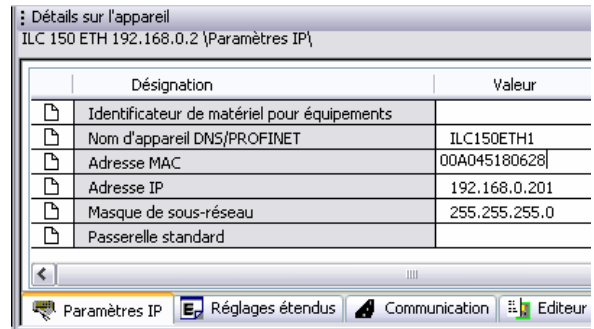 Détails sur l'appareil
ILC 150 ETH 192.168.0.2 \Paramètres IP\
Désignation Valeur
Identificateur de matériel pour équipements
Nom d'appareil DNS/PROFINET ILC150ETH1
Adresse MAC 00A045180628
Adresse IP 192.168.0.201
Masque de sous-réseau 255.255.255.0
Passerelle standard
Paramètres IP Réglages étendus Communication Editeur